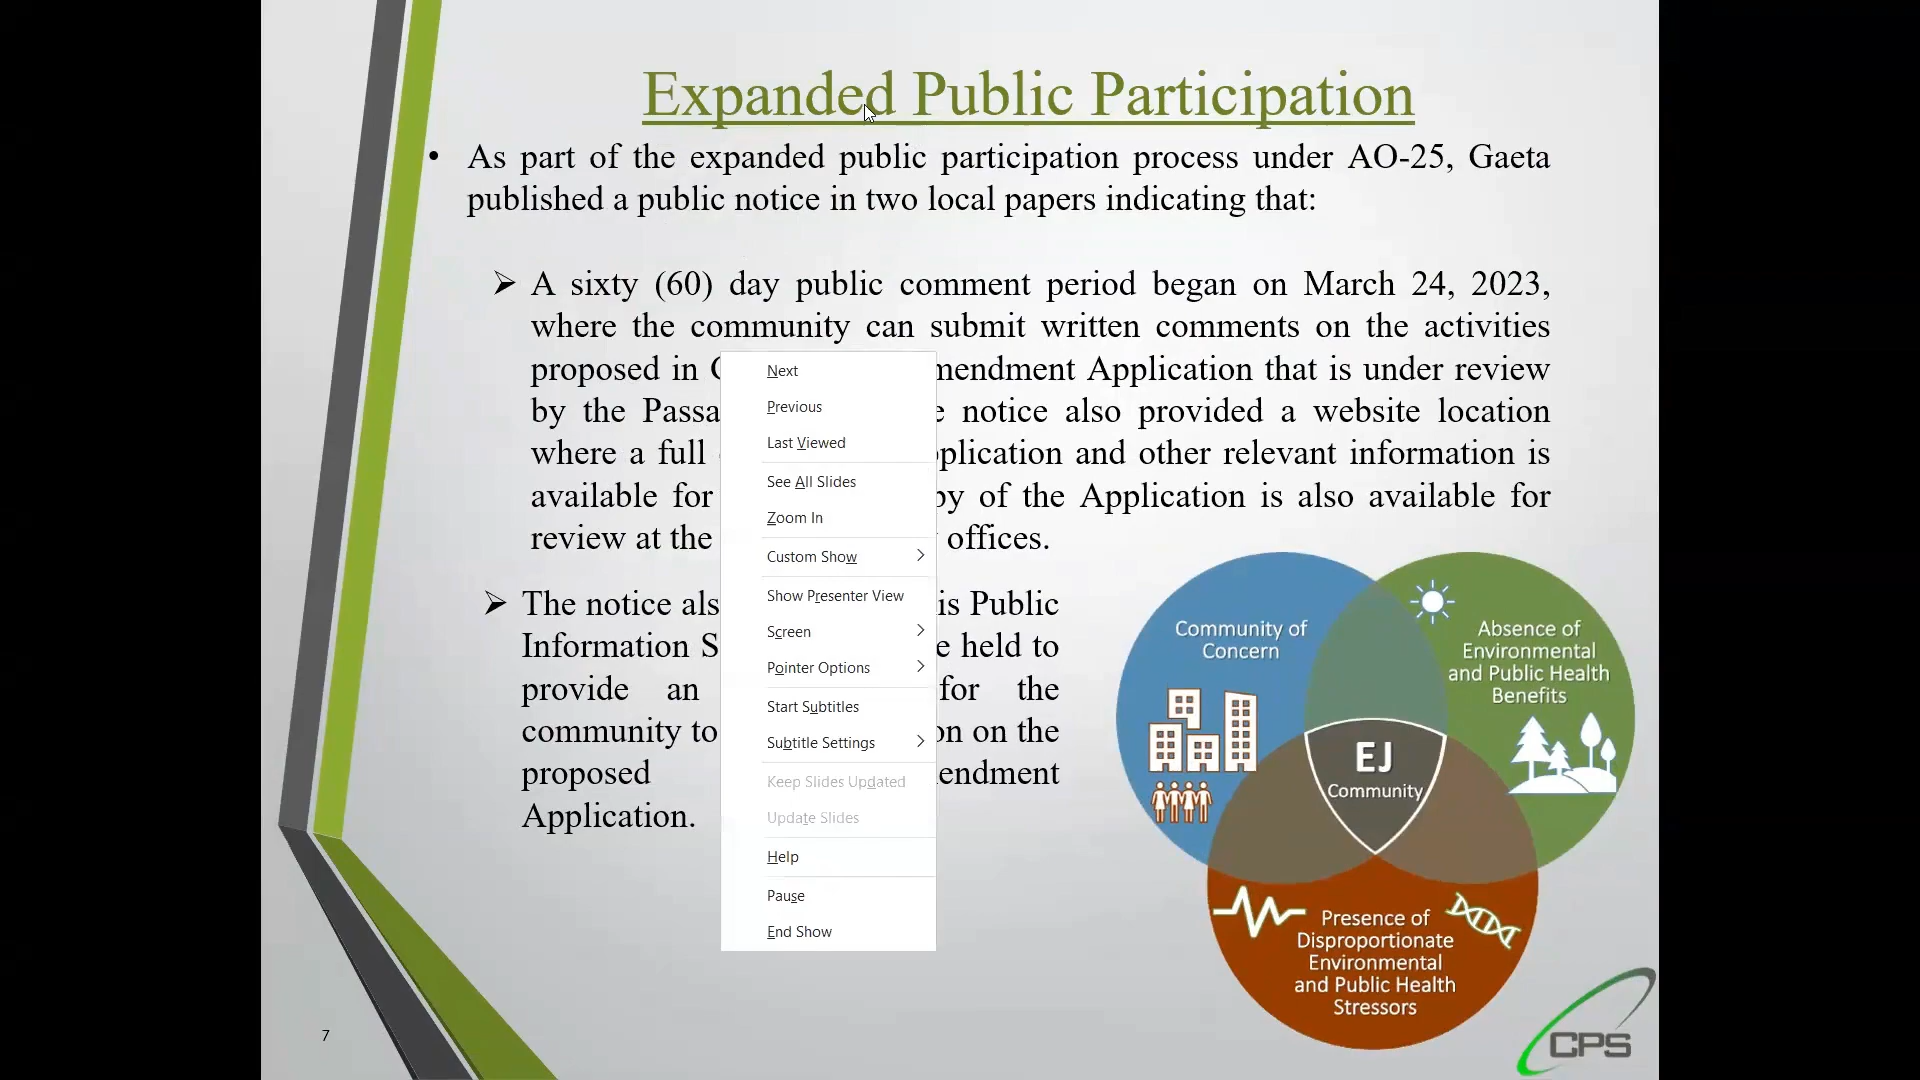 Expanded Public Participation
• As part of the expanded public participation process under AO-25, Gaeta
published a public notice in two local papers indicating that:
➢ A sixty (60) day public comment period began on March 24, 2023,
where the community can submit written comments on the activities
proposed in mendment Application that is under review
by the notice also provided a website location
where a full plication and other relevant information is
available for of the Application is also available for
review at the offices.
➢ The notice is Public
Information held to
provide an for the
community to on the
proposed endment
Application.
Next
Previous
Last Viewed
See All Slides
Zoom In
Custom Show
Show Presenter View
Screen
Pointer Options
Start Subtitles
Subtitle Settings
Keep Slides Updated
Update Slides
Help
Pause
End Show
Community of
Concern
Absence of
Environmental
and Public Health
Benefits
EJ
Community
Presence of
Disproportionate
Environmental
and Public Health
Stressors
7
CPS